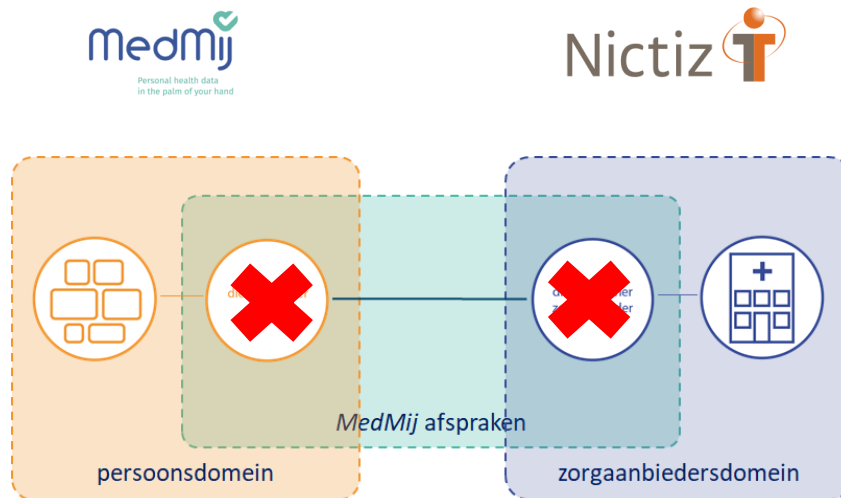 MedMij
Personal health data
in the palm of your hand
Nictiz
MedMij afspraken
persoonsdomein
zorgaanbiedersdomein